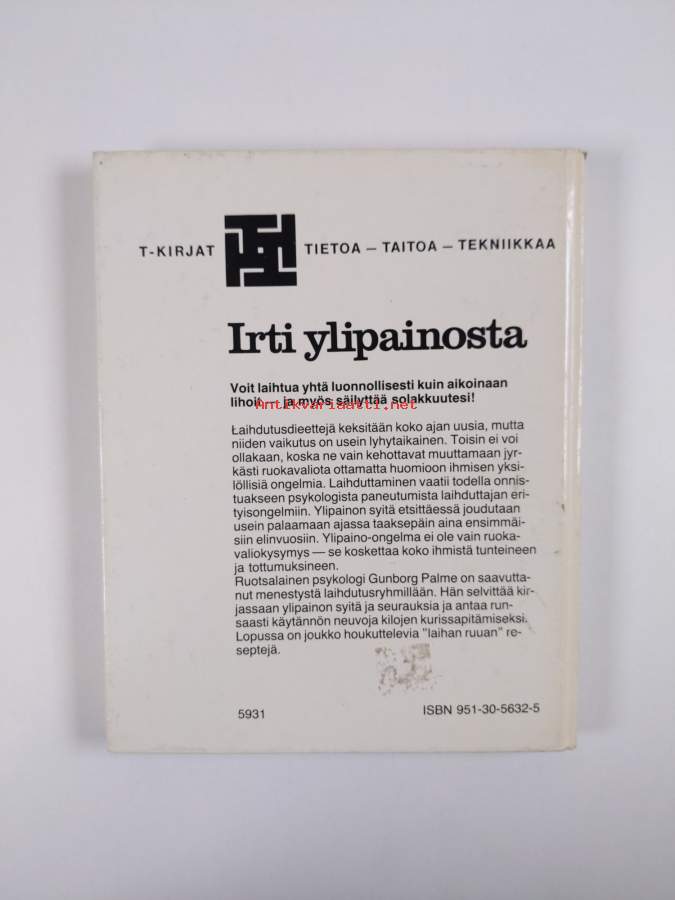 T-KIRJAT TIETOA – TAITOA – TEKNIIKKAA
Irti ylipainosta
Voit laihtua yhtä luonnollisesti kuin aikoinaan
lihoit — ja myös säilyttää solakkuutesi!
Antikvariaatti.net
Laihdutusdieettejä keksitään koko ajan uusia, mutta
niiden vaikutus on usein lyhytaikainen. Toisin ei voi
ollakaan, koska ne vain kehottavat muuttamaan jyr-
kästi ruokavaliota ottamatta huomioon ihmisen yksi-
löllisiä ongelmia. Laihduttaminen vaatii todella onnis-
tuakseen psykologista paneutumista laihduttajan eri-
tyisongelmiin. Ylipainon syitä etsittäessä joudutaan
usein palaamaan ajassa taaksepäin aina ensimmäi-
siin elinvuosiin. Ylipaino-ongelma ei ole vain ruoka-
valiokysymys — se koskettaa koko ihmistä tunteineen
ja tottumuksineen.
Ruotsalainen psykologi Gunborg Palme on saavutta-
nut menestystä laihdutusryhmillään. Hän selvittää kir-
jassaan ylipainon syitä ja seurauksia ja antaa run-
saasti käytännön neuvoja kilojen kurissapitämiseksi.
Lopussa on joukko houkuttelevia "laihan ruuan" re-
septejä.
5931 ISBN 951-30-5632-5